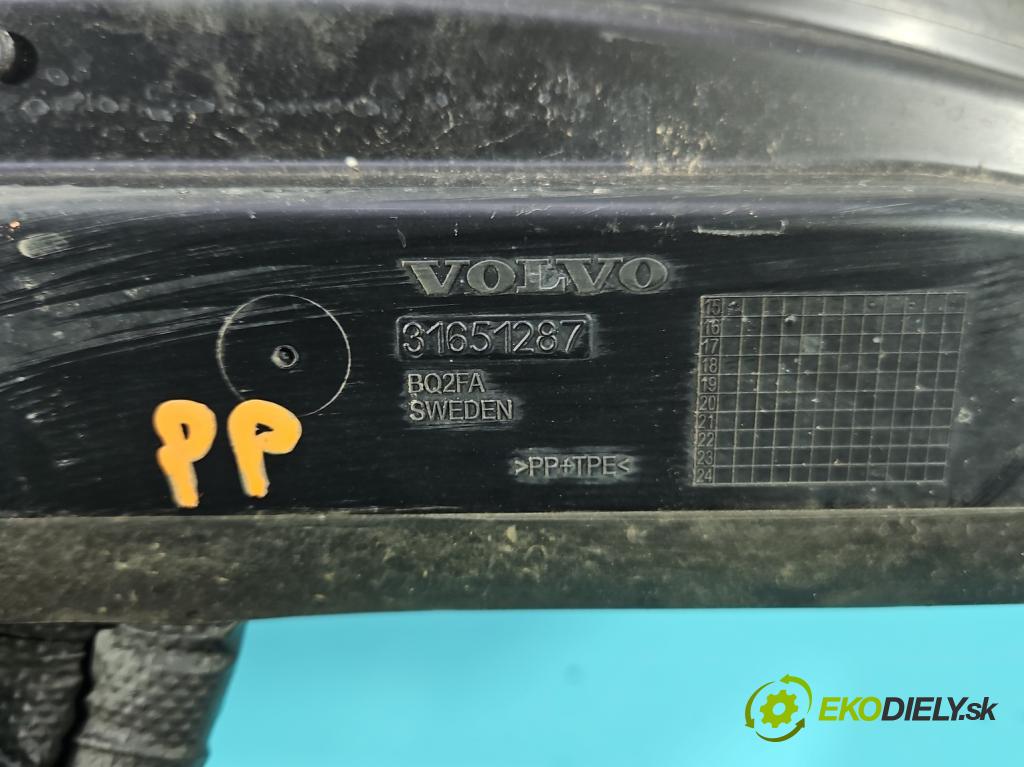 VOLVO
31651287
BQ2FA
SWEDEN
>PP+TPE<
15
16
17
18
19
20
21
22
23
24
PP
EKODIELY.sk